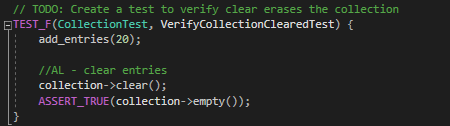 // TODO: Create a test to verify clear erases the collection
TEST_F(CollectionTest, VerifyCollectionClearedTest) {
add_entries(20);
//AL - clear entries
collection->clear();
ASSERT_TRUE(collection->empty());
}